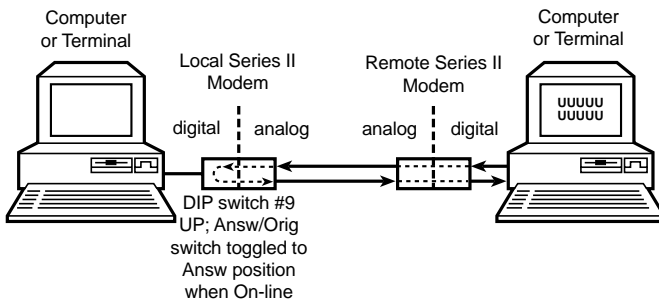 Computer
or Terminal
Computer
or Terminal
Local Series II
Modem
Remote Series II
Modem
UUUUU
UUUUU
digital
analog
analog
digital
DIP switch #9
UP; Answ/Orig
switch toggled to
Answ position
when On-line